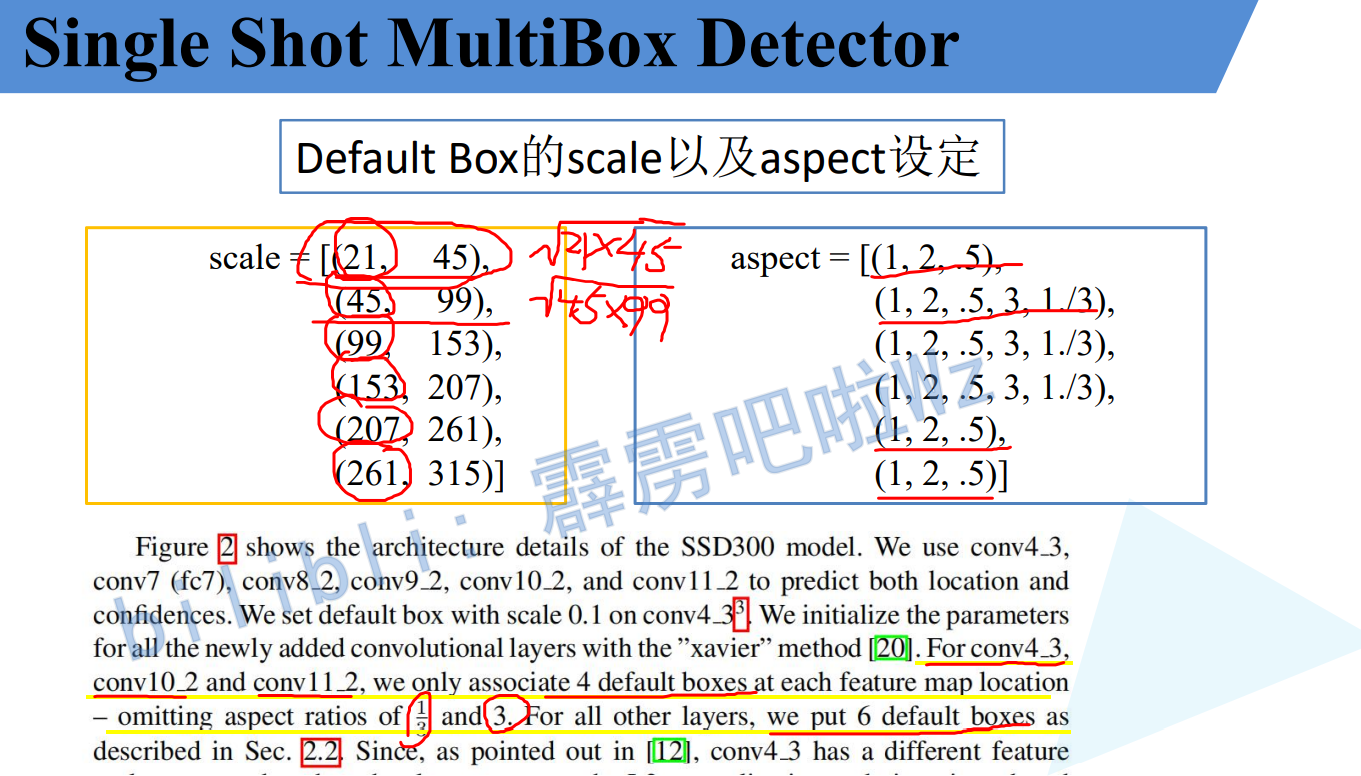 Single Shot MultiBox Detector
Default Box的scale以及aspect设定
scale = [(21, 45), √21×45 aspect = [(1, 2, .5),
(45, 99), √45×99 (1, 2, .5, 3, 1./3),
(99, 153), (1, 2, .5, 3, 1./3),
(153, 207), (1, 2, .5, 3, 1./3),
(207, 261), (1, 2, .5),
(261, 315)] (1, 2, .5)]
bilibli: 霹雳吧啦Wz
Figure 2 shows the architecture details of the SSD300 model. We use conv4_3,
conv7 (fc7), conv8_2, conv9_2, conv10_2, and conv11_2 to predict both location and
confidences. We set default box with scale 0.1 on conv4_3³. We initialize the parameters
for all the newly added convolutional layers with the ”xavier” method [20]. For conv4_3,
conv10_2 and conv11_2, we only associate 4 default boxes at each feature map location
– omitting aspect ratios of 1/3 and 3. For all other layers, we put 6 default boxes as
described in Sec. 2.2. Since, as pointed out in [12], conv4_3 has a different feature